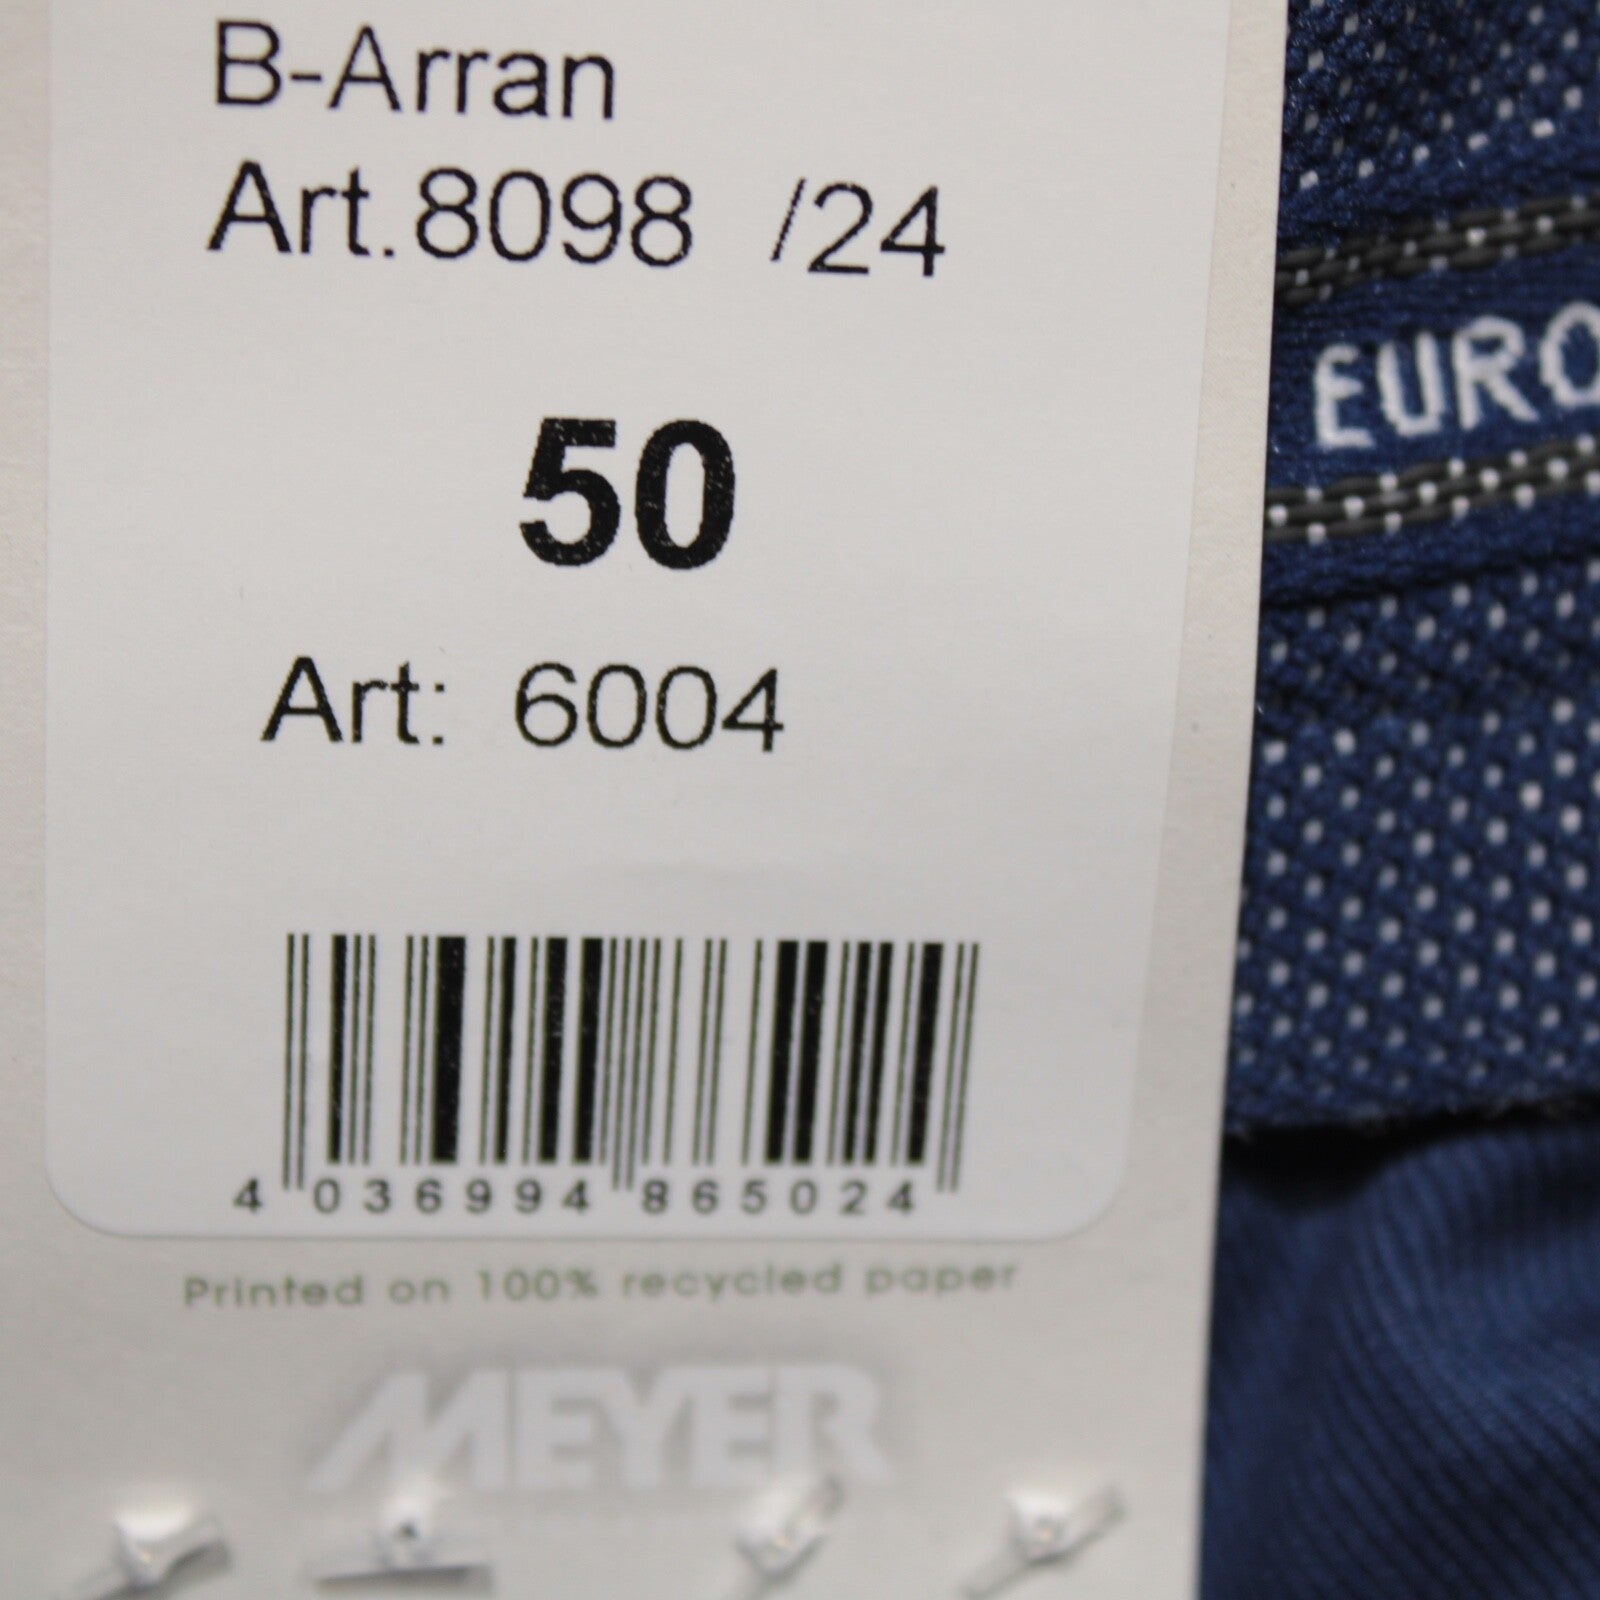 B-Arran
Art.8098 /24
50
Art: 6004
4 036994 865024
Printed on 100% recycled paper
MEYER
EURO